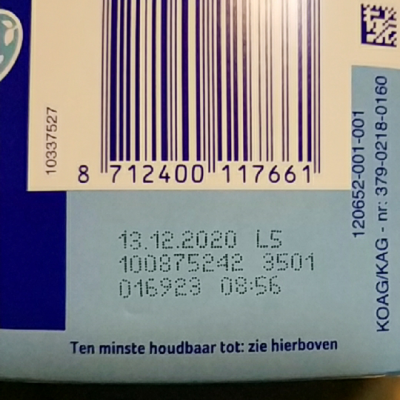 10337527
8 712400 117661
120652-001-001
KOAG/KAG - nr: 379-0218-0160
13.12.2020 L5
100875242 3501
016923 08:56
Ten minste houdbaar tot: zie hierboven